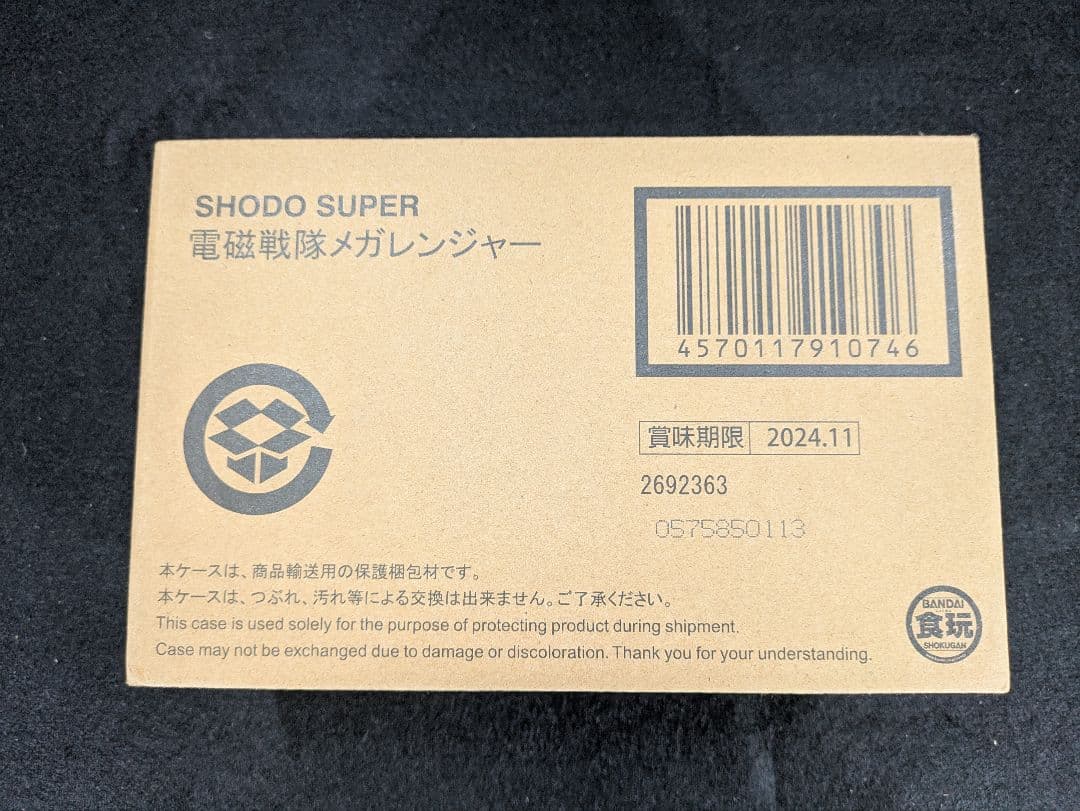 SHODO SUPER
電磁戦隊メガレンジャー
4570117910746
賞味期限 2024.11
2692363
0575850113
本ケースは、商品輸送用の保護梱包材です。
本ケースは、つぶれ、汚れ等による交換は出来ません。ご了承ください。
This case is used solely for the purpose of protecting product during shipment.
Case may not be exchanged due to damage or discoloration. Thank you for your understanding.
BANDAI
食玩
SHOKUGAN